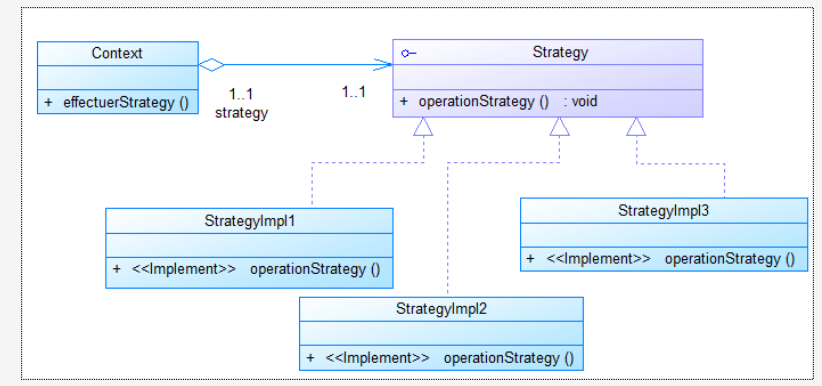 Context
+ effectuerStrategy ()
1..1
strategy
1..1
Strategy
+ operationStrategy () : void
StrategyImpl1
+ <<Implement>> operationStrategy ()
StrategyImpl3
+ <<Implement>> operationStrategy ()
StrategyImpl2
+ <<Implement>> operationStrategy ()